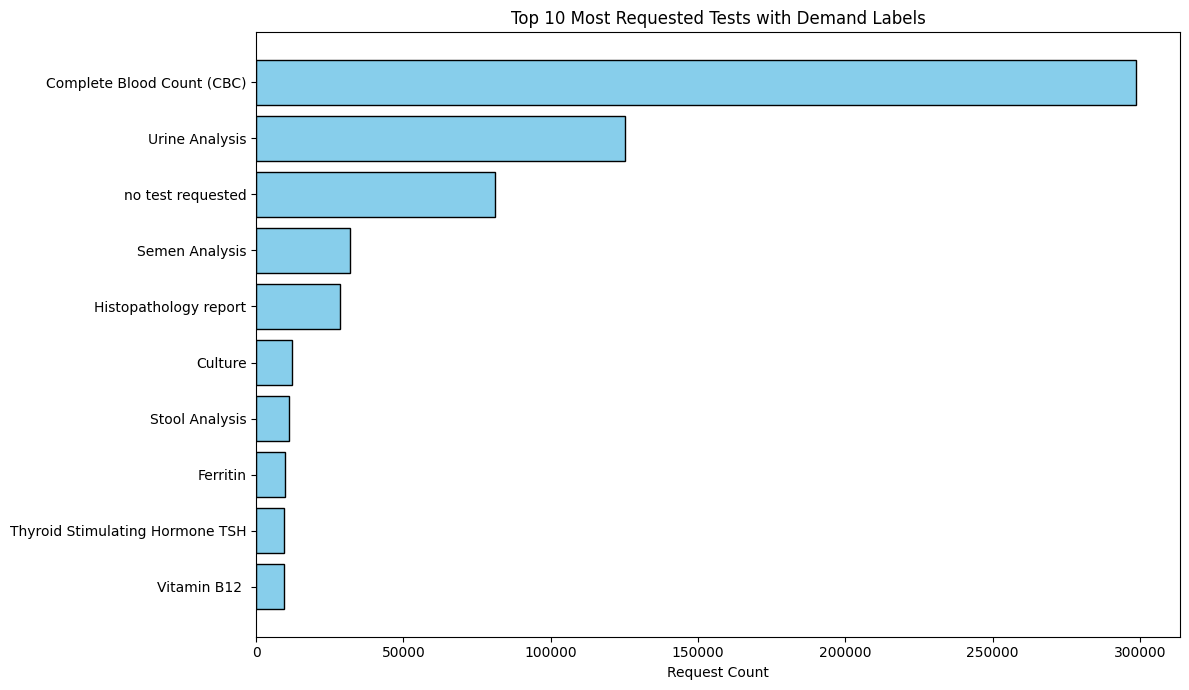 Top 10 Most Requested Tests with Demand Labels
Complete Blood Count (CBC)
Urine Analysis
no test requested
Semen Analysis
Histopathology report
Culture
Stool Analysis
Ferritin
Thyroid Stimulating Hormone TSH
Vitamin B12
0 50000 100000 150000 200000 250000 300000
Request Count